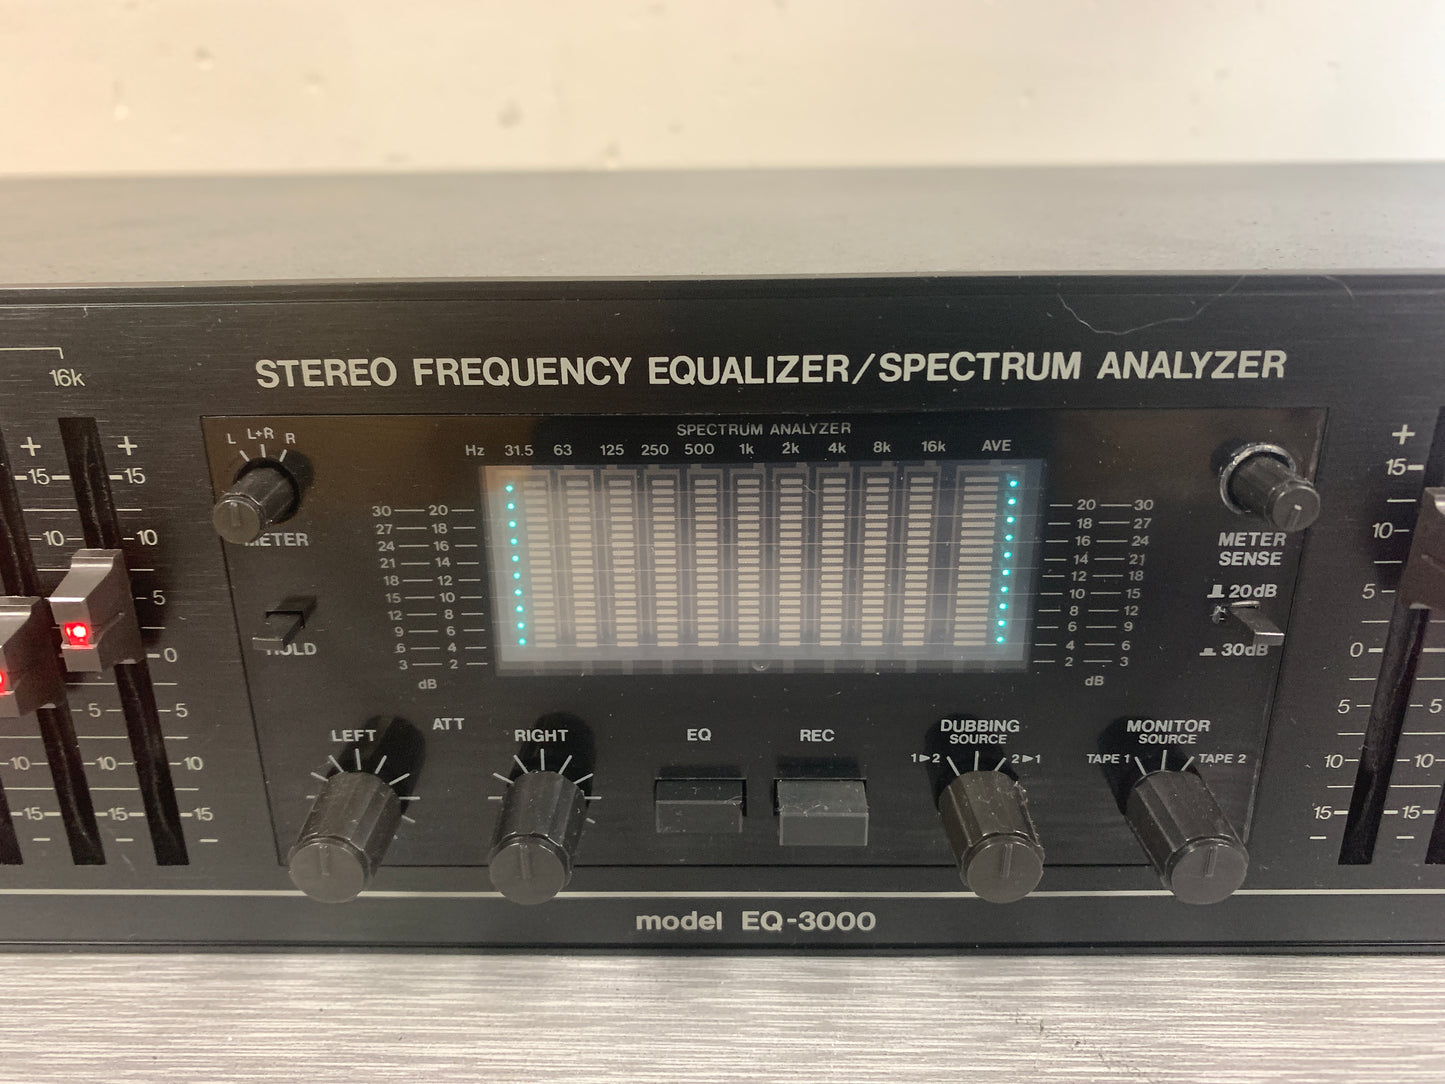 STEREO FREQUENCY EQUALIZER/SPECTRUM ANALYZER
16k
+ +
15 15
10 10
5
0
5 5
10 10 10
15 15 15
L L+R R
METER
HOLD
SPECTRUM ANALYZER
Hz 31.5 63 125 250 500 1k 2k 4k 8k 16k AVE
30 20
27 18
24 16
21 14
18 12
15 10
12 8
9 6
6 4
3 2
dB
20 30
18 27
16 24
14 21
12 18
10 15
8 12
6 9
4 6
2 3
dB
METER
SENSE
20dB
30dB
LEFT ATT RIGHT
EQ REC
DUBBING
SOURCE
1►2 2►1
MONITOR
SOURCE
TAPE 1 TAPE 2
+
15
10
5
0
5 5
10 10
15 15
model EQ-3000